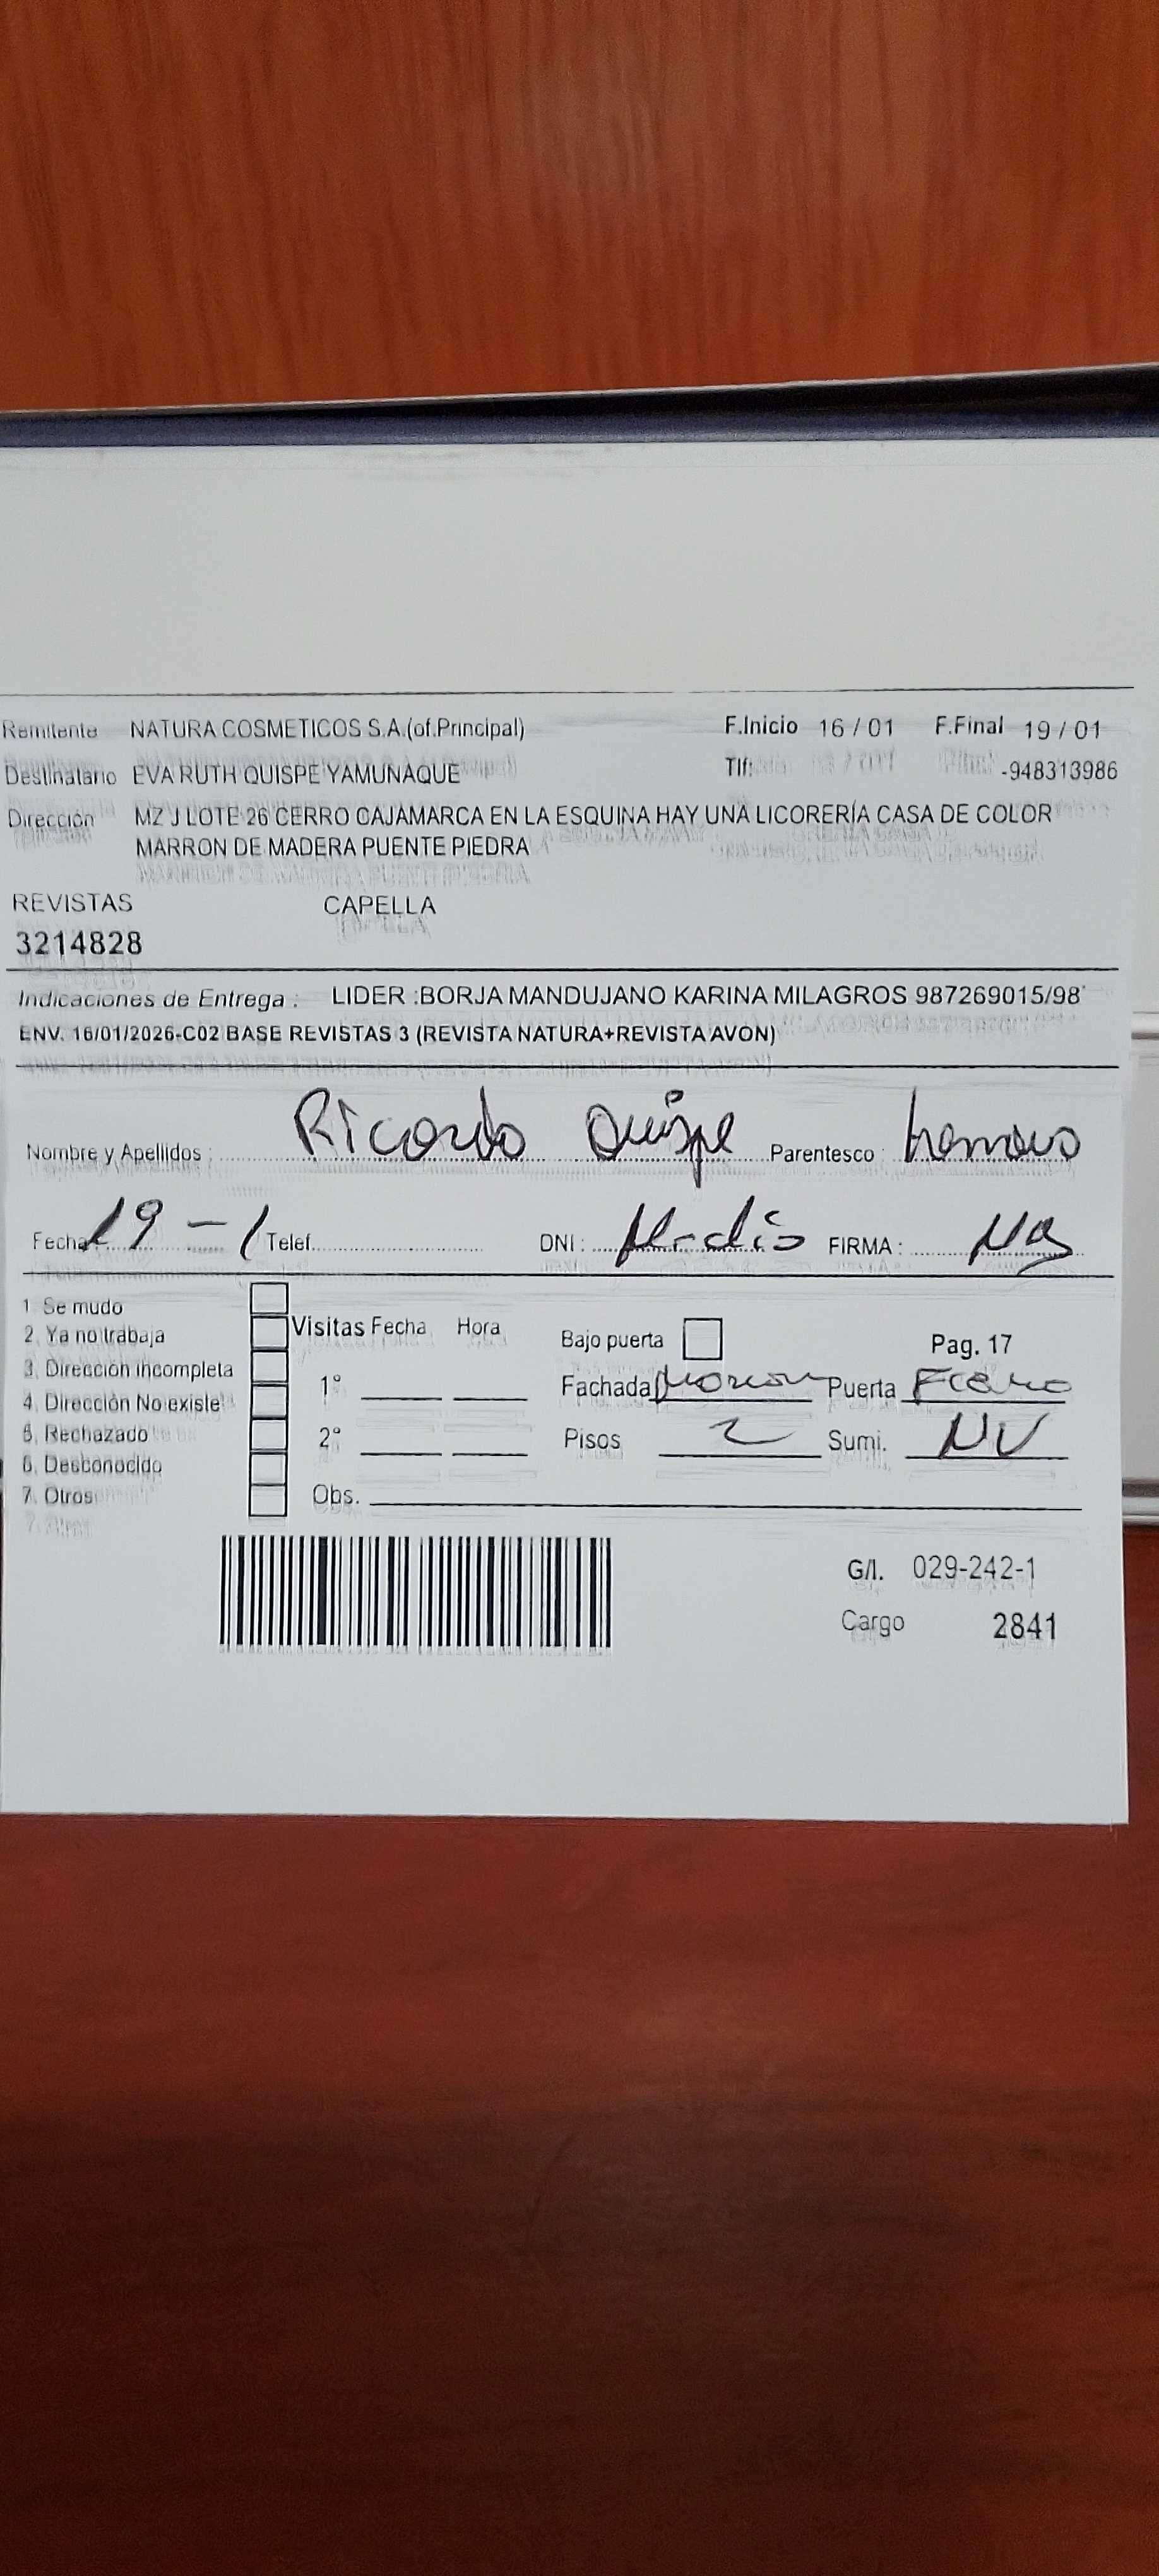 Remitente NATURA COSMETICOS S.A.(of.Principal) F.Inicio 16 / 01 F.Final 19 / 01
Destinatario EVA RUTH QUISPE YAMUNAQUE Tlf: -948313986
Dirección MZ J LOTE 26 CERRO CAJAMARCA EN LA ESQUINA HAY UNA LICORERÍA CASA DE COLOR
MARRON DE MADERA PUENTE PIEDRA
REVISTAS CAPELLA
3214828
Indicaciones de Entrega : LIDER :BORJA MANDUJANO KARINA MILAGROS 987269015/98
ENV. 16/01/2026-C02 BASE REVISTAS 3 (REVISTA NATURA+REVISTA AVON)
Nombre y Apellidos : Ricardo Quispe Parentesco : hermano
Fecha: 19 - 1 Telef. DNI : FIRMA :
1 Se mudo
2. Ya no trabaja Visitas Fecha Hora Bajo puerta Pag. 17
3. Dirección incompleta 1° Fachada Marron Puerta Fierro
4. Dirección No existe
5. Rechazado 2° Pisos 2 Sumi. NV
6. Desconocido
7. Otros Obs.
G/I. 029-242-1
Cargo 2841